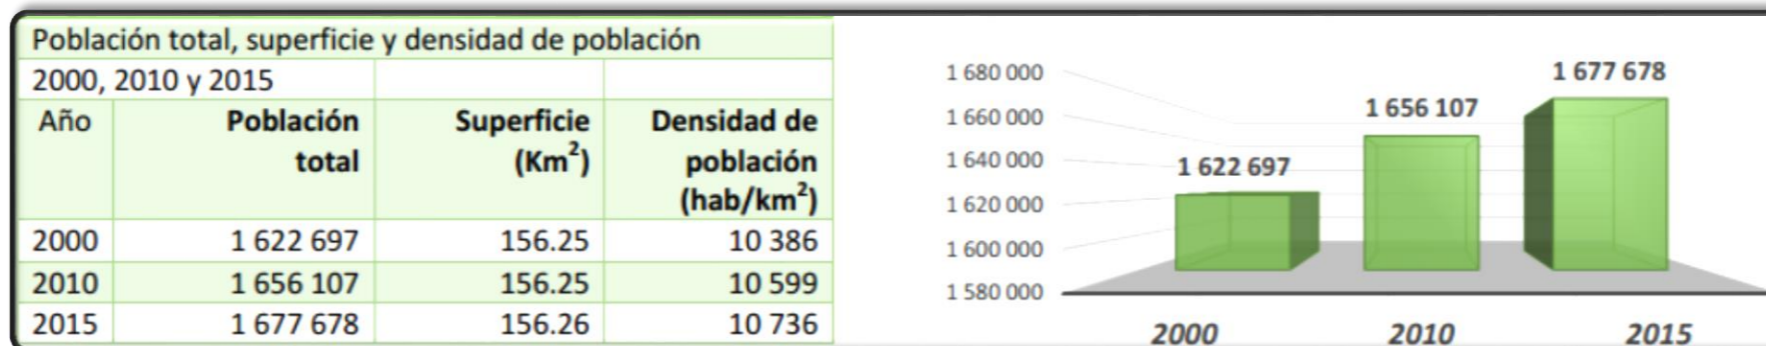 Población total, superficie y densidad de población
2000, 2010 y 2015
Año Población total Superficie (Km²) Densidad de población (hab/km²)
2000 1 622 697 156.25 10 386
2010 1 656 107 156.25 10 599
2015 1 677 678 156.26 10 736
1 680 000
1 660 000
1 640 000
1 620 000
1 600 000
1 580 000
1 622 697
1 656 107
1 677 678
2000 2010 2015